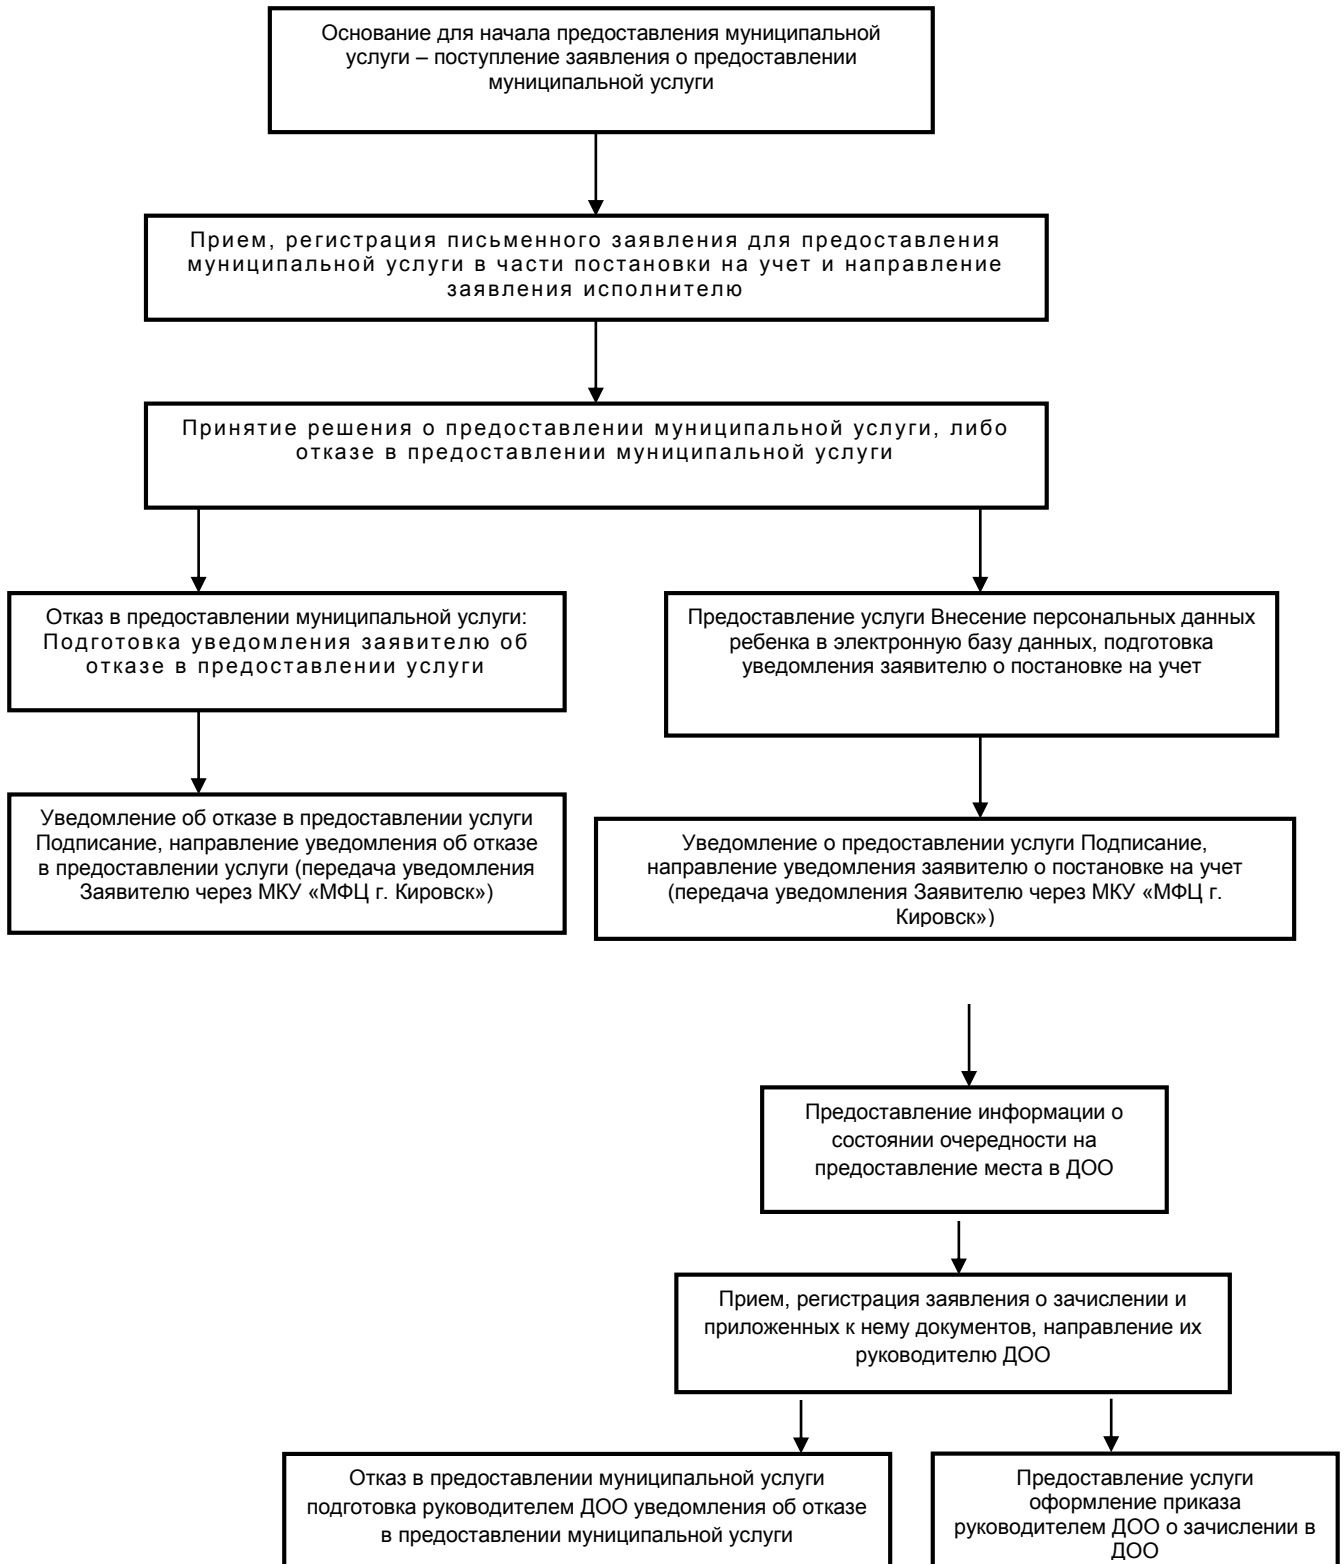 Основание для начала предоставления муниципальной
услуги – поступление заявления о предоставлении
муниципальной услуги
Прием, регистрация письменного заявления для предоставления
муниципальной услуги в части постановки на учет и направление
заявления исполнителю
Принятие решения о предоставлении муниципальной услуги, либо
отказе в предоставлении муниципальной услуги
Отказ в предоставлении муниципальной услуги:
Подготовка уведомления заявителю об
отказе в предоставлении услуги
Предоставление услуги Внесение персональных данных
ребенка в электронную базу данных, подготовка
уведомления заявителю о постановке на учет
Уведомление об отказе в предоставлении услуги
Подписание, направление уведомления об отказе
в предоставлении услуги (передача уведомления
Заявителю через МКУ «МФЦ г. Кировск»)
Уведомление о предоставлении услуги Подписание,
направление уведомления заявителю о постановке на учет
(передача уведомления Заявителю через МКУ «МФЦ г.
Кировск»)
Предоставление информации о
состоянии очередности на
предоставление места в ДОО
Прием, регистрация заявления о зачислении и
приложенных к нему документов, направление их
руководителю ДОО
Отказ в предоставлении муниципальной услуги
подготовка руководителем ДОО уведомления об отказе
в предоставлении муниципальной услуги
Предоставление услуги
оформление приказа
руководителем ДОО о зачислении в
ДОО